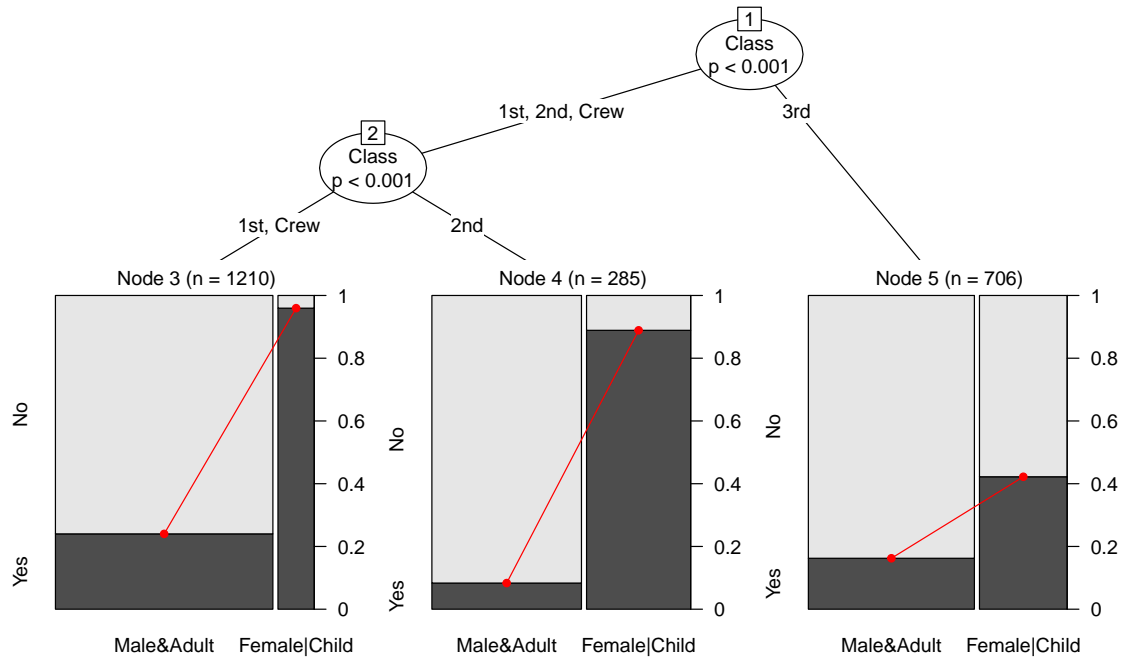 1
Class
p < 0.001
1st, 2nd, Crew
3rd
2
Class
p < 0.001
1st, Crew
2nd
Node 3 (n = 1210)
No
Yes
1
0.8
0.6
0.4
0.2
0
Male&Adult
Female|Child
Node 4 (n = 285)
No
Yes
1
0.8
0.6
0.4
0.2
0
Male&Adult
Female|Child
Node 5 (n = 706)
No
Yes
1
0.8
0.6
0.4
0.2
0
Male&Adult
Female|Child